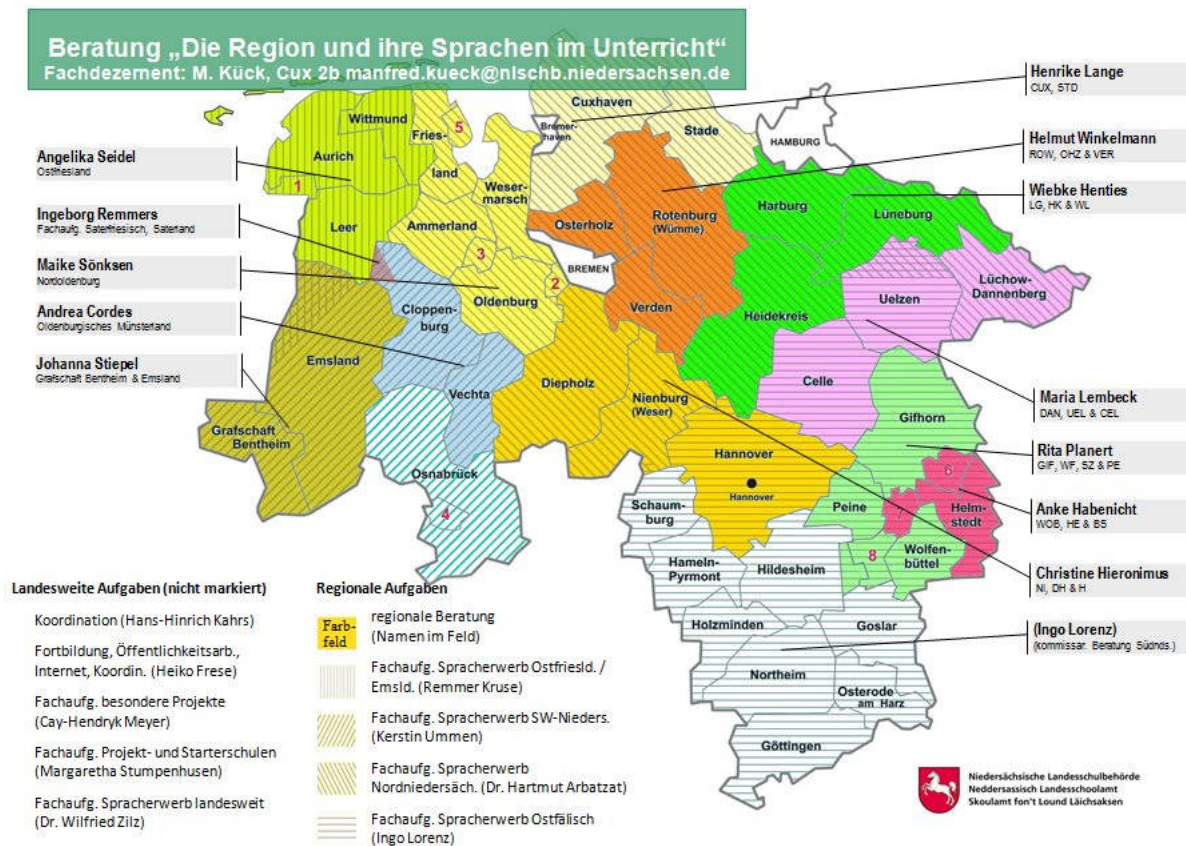 Beratung „Die Region und ihre Sprachen im Unterricht“
Fachdezernent: M. Kück, Cux 2b manfred.kueck@nlschb.niedersachsen.de
Angelika Seidel
Ostfriesland
Ingeborg Remmers
Fachaufg. Saterfriesisch, Saterland
Maike Sönksen
Nordoldenburg
Andrea Cordes
Oldenburgisches Münsterland
Johanna Stiepel
Grafschaft Bentheim & Emsland
Henrike Lange
CUX, STD
Helmut Winkelmann
ROW, OHZ & VER
Wiebke Henties
LG, HK & WL
Maria Lembeck
DAN, UEL & CEL
Rita Planert
GIF, WF, SZ & PE
Anke Habenicht
WOB, HE & BS
Christine Hieronimus
NI, DH & H
(Ingo Lorenz)
(kommissar. Beratung Südnds.)
Cuxhaven
Bremer-
haven
Stade
HAMBURG
Wittmund
Fries-
land
5
Aurich
1
Leer
Weser-
marsch
Ammerland
3
Oldenburg
2
Osterholz
BREMEN
Rotenburg
(Wümme)
Verden
Harburg
Lüneburg
Heidekreis
Uelzen
Lüchow-
Dannenberg
Celle
Cloppen-
burg
Vechta
Emsland
Grafschaft
Bentheim
Osnabrück
4
Diepholz
Nienburg
(Weser)
Hannover
Hannover
Gifhorn
6
Peine
7
Helm-
stedt
8
Wolfen-
büttel
Schaum-
burg
Hameln-
Pyrmont
Hildesheim
Holzminden
Goslar
Northeim
Osterode
am Harz
Göttingen
Landesweite Aufgaben (nicht markiert)
Koordination (Hans-Hinrich Kahrs)
Fortbildung, Öffentlichkeitsarb.,
Internet, Koordin. (Heiko Frese)
Fachaufg. besondere Projekte
(Cay-Hendryk Meyer)
Fachaufg. Projekt- und Starterschulen
(Margaretha Stumpenhusen)
Fachaufg. Spracherwerb landesweit
(Dr. Wilfried Zilz)
Regionale Aufgaben
Farb-
feld
regionale Beratung
(Namen im Feld)
Fachaufg. Spracherwerb Ostfriesld. /
Emsld. (Remmer Kruse)
Fachaufg. Spracherwerb SW-Nieders.
(Kerstin Ummen)
Fachaufg. Spracherwerb
Nordniedersäch. (Dr. Hartmut Arbatzat)
Fachaufg. Spracherwerb Ostfälisch
(Ingo Lorenz)
Niedersächsische Landesschulbehörde
Neddersassisch Landesschoolamt
Skoulamt fon't Lound Läichsaksen